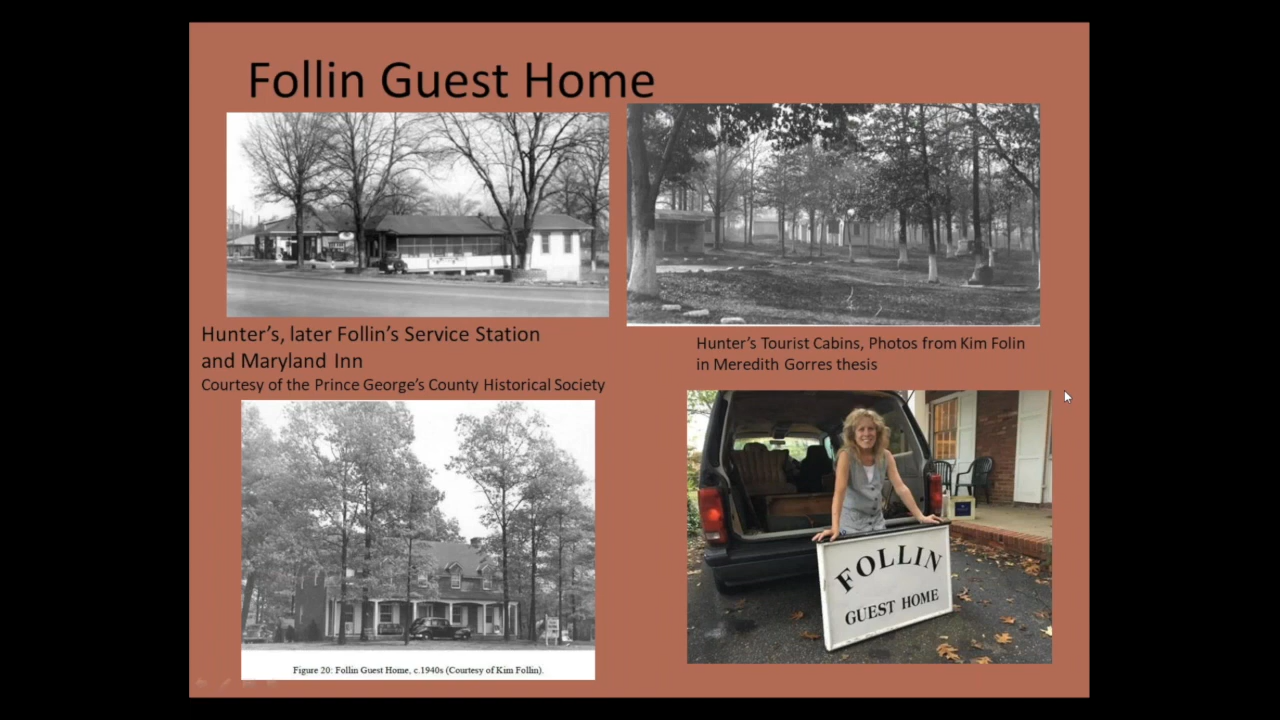 Follin Guest Home
Hunter's, later Follin's Service Station
and Maryland Inn
Courtesy of the Prince George's County Historical Society
Hunter's Tourist Cabins, Photos from Kim Folin
in Meredith Gorres thesis
Figure 20: Follin Guest Home, c.1940s (Courtesy of Kim Follin).
FOLLIN
GUEST HOME